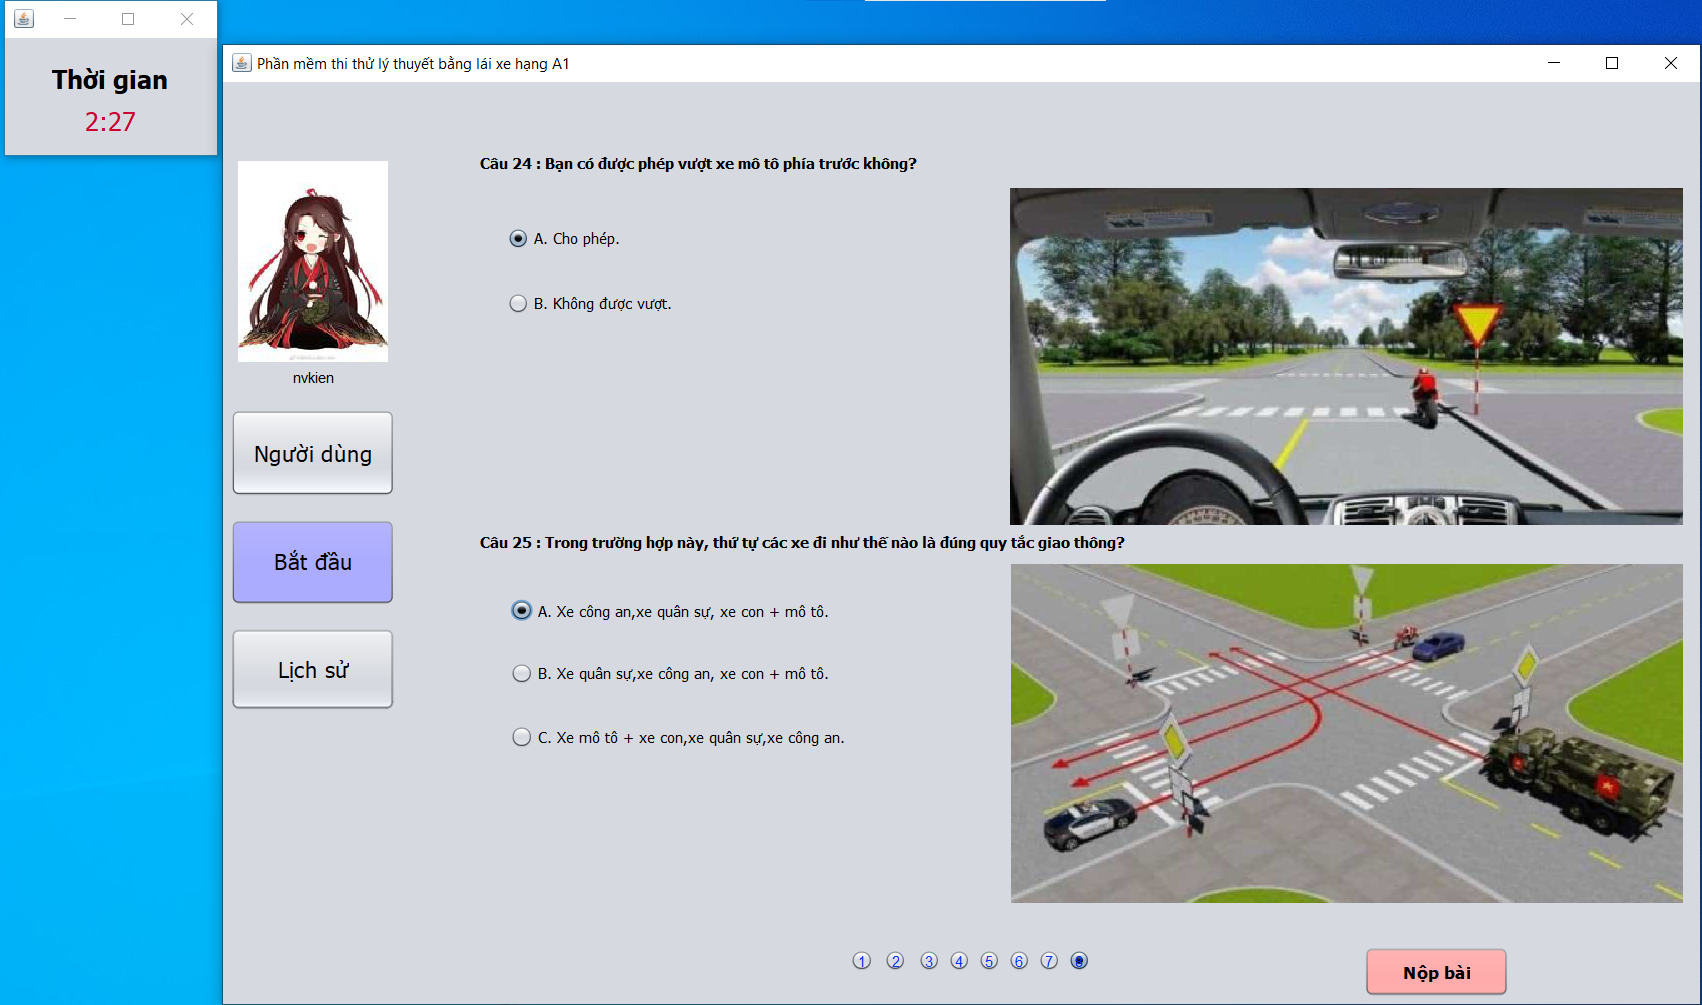 Thời gian
2:27
Phần mềm thi thử lý thuyết bằng lái xe hạng A1
nvkien
Người dùng
Bắt đầu
Lịch sử
Câu 24 : Bạn có được phép vượt xe mô tô phía trước không?
A. Cho phép.
B. Không được vượt.
Câu 25 : Trong trường hợp này, thứ tự các xe đi như thế nào là đúng quy tắc giao thông?
A. Xe công an,xe quân sự, xe con + mô tô.
B. Xe quân sự,xe công an, xe con + mô tô.
C. Xe mô tô + xe con,xe quân sự,xe công an.
1 2 3 4 5 6 7
Nộp bài